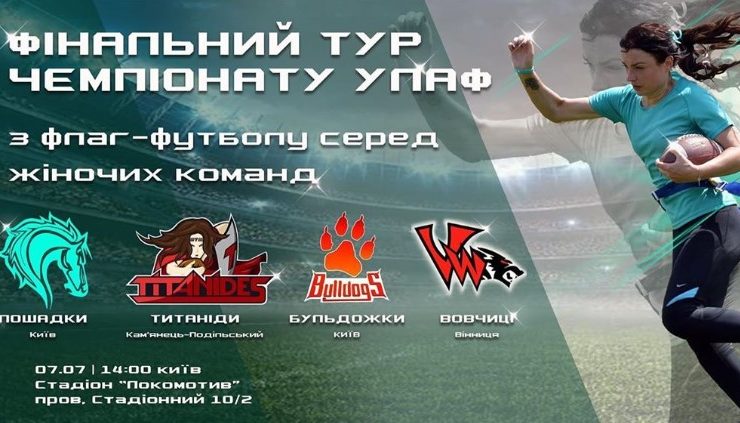 ФІНАЛЬНИЙ ТУР
ЧЕМПІОНАТУ УЛАФ
з флаг-футболу серед
жіночих команд
TITANIDES
BulldogS
W
ЛОШАДКИ
Київ
ТИТАНІДИ
Кам'янець-Подільський
БУЛЬДОЖКИ
Київ
ВОВЧИЦІ
Вінниця
07.07 | 14:00 Київ
Стадіон "Локомотив"
пров. Стадіонний 10/2